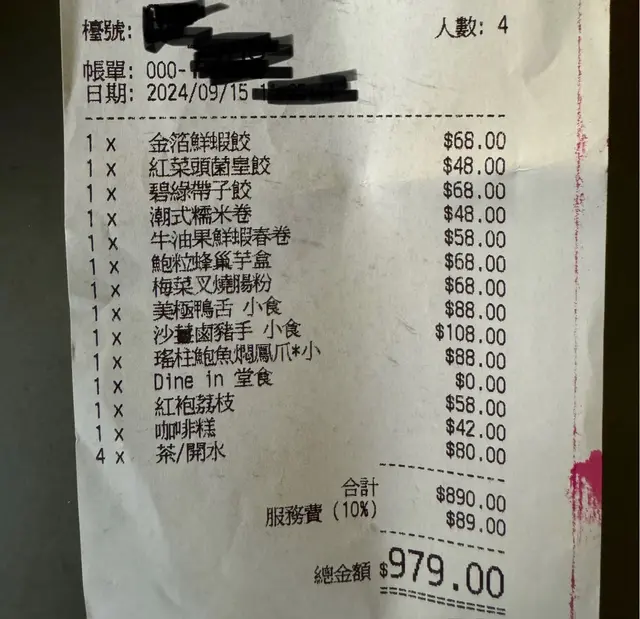 檯號:
人數: 4
帳單: 000-
日期: 2024/09/15
1 x 金箔鮮蝦餃 $68.00
1 x 紅菜頭菌皇餃 $48.00
1 x 碧綠帶子餃 $68.00
1 x 潮式糯米卷 $48.00
1 x 牛油果鮮蝦春卷 $58.00
1 x 鮑粒蜂巢芋盒 $68.00
1 x 梅菜叉燒腸粉 $68.00
1 x 美極鴨舌 小食 $88.00
1 x 沙薑鹵豬手 小食 $108.00
1 x 瑤柱鮑魚燜鳳爪*小 $88.00
1 x Dine in 堂食 $0.00
1 x 紅袍荔枝 $58.00
1 x 咖啡糕 $42.00
4 x 茶/開水 $80.00
合計 $890.00
服務費 (10%) $89.00
總金額 $979.00